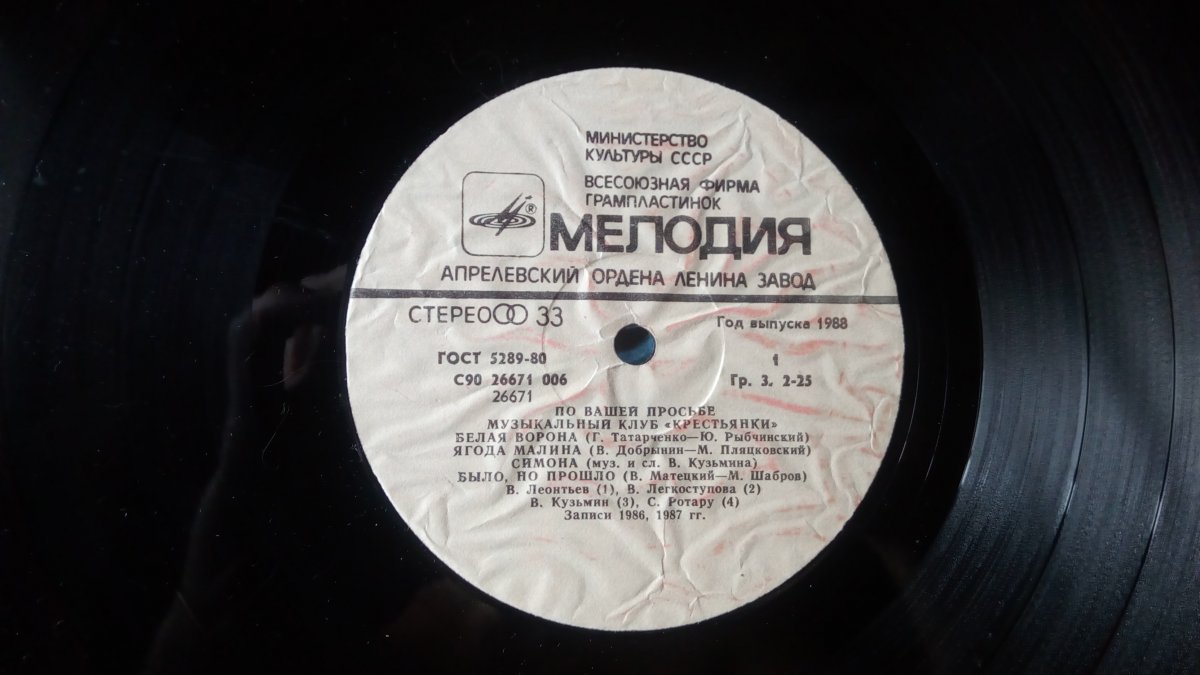 МИНИСТЕРСТВО
КУЛЬТУРЫ СССР
ВСЕСОЮЗНАЯ ФИРМА
ГРАМПЛАСТИНОК
®
МЕЛОДИЯ
АПРЕЛЕВСКИЙ ОРДЕНА ЛЕНИНА ЗАВОД
СТЕРЕО 33
Год выпуска 1988
ГОСТ 5289-80
1
С90 26671 006
Гр. 3. 2-25
26671
ПО ВАШЕЙ ПРОСЬБЕ
МУЗЫКАЛЬНЫЙ КЛУБ «КРЕСТЬЯНКИ»
БЕЛАЯ ВОРОНА (Г. Татарченко—Ю. Рыбчинский)
ЯГОДА МАЛИНА (В. Добрынин—М. Пляцковский)
СИМОНА (муз. и сл. В. Кузьмина)
БЫЛО, НО ПРОШЛО (В. Матецкий—М. Шабров)
В. Леонтьев (1), В. Легкоступова (2)
В. Кузьмин (3), С. Ротару (4)
Записи 1986, 1987 гг.